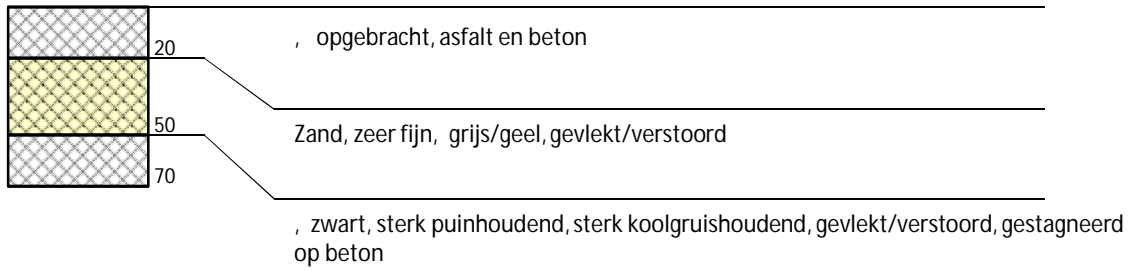 20
, opgebracht, asfalt en beton
50
Zand, zeer fijn, grijs/geel, gevlekt/verstoord
70
, zwart, sterk puinhoudend, sterk koolgruishoudend, gevlekt/verstoord, gestagneerd
op beton